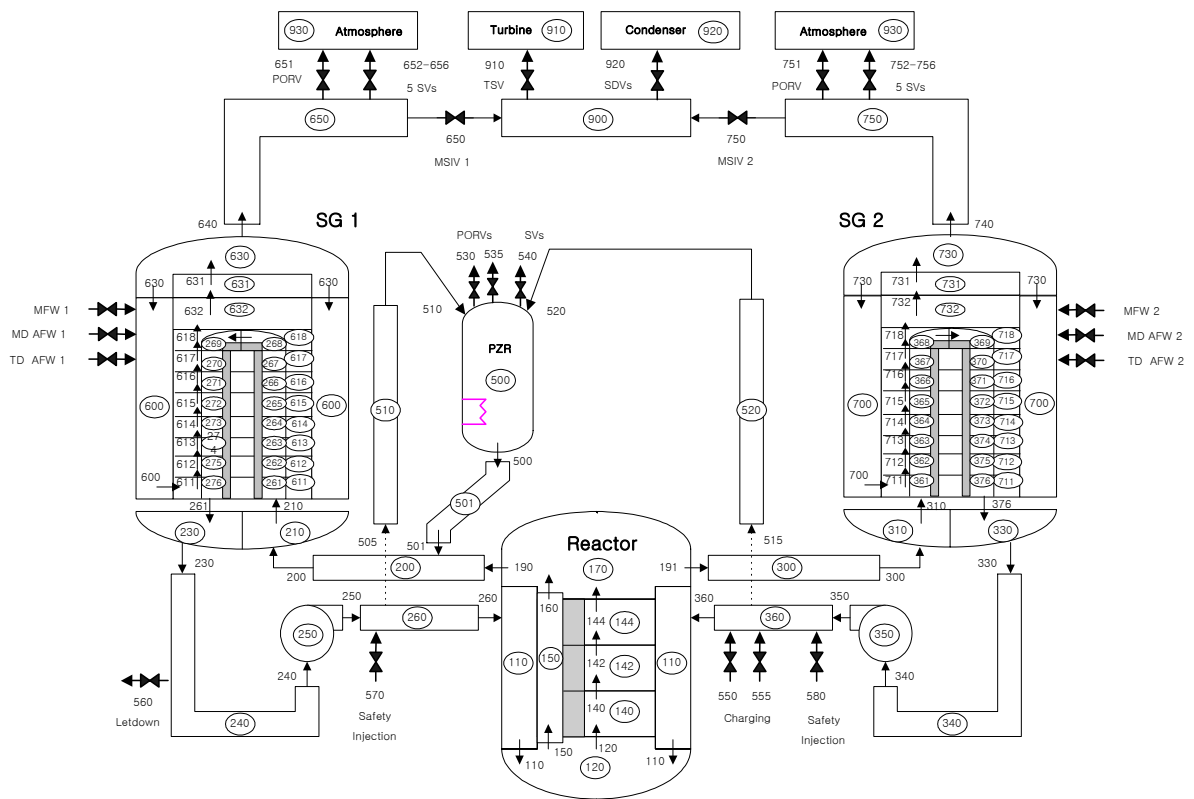 930 Atmosphere
Turbine 910
Condenser 920
Atmosphere 930
651
PORV
652-656
5 SVs
910
TSV
920
SDVs
751
PORV
752-756
5 SVs
650
900
750
650
MSIV 1
750
MSIV 2
SG 1
SG 2
640
740
PORVs
SVs
530
535
540
510
520
630
630
630
631
631
632
632
730
730
730
731
731
732
732
MFW 1
MD AFW 1
TD AFW 1
MFW 2
MD AFW 2
TD AFW 2
PZR
500
618 269 268 618
617 270 267 617
616 271 266 616
615 272 265 615
614 273 264 614
613 274 263 613
612 275 262 612
611 276 261 611
600
600
600
718 368 369 718
717 367 370 717
716 366 371 716
715 365 372 715
714 364 373 714
713 363 374 713
712 362 375 712
711 361 376 711
700
700
700
510
520
500
501
501
261
210
230
210
230
310
376
310
330
330
505
515
200
200
190
Reactor
170
191
300
300
250
260
260
250
240
240
560
Letdown
570
Safety
Injection
160
144
144
110
150
142
142
110
140
140
150
120
110
120
110
360
350
360
350
340
340
550
555
580
Charging
Safety
Injection